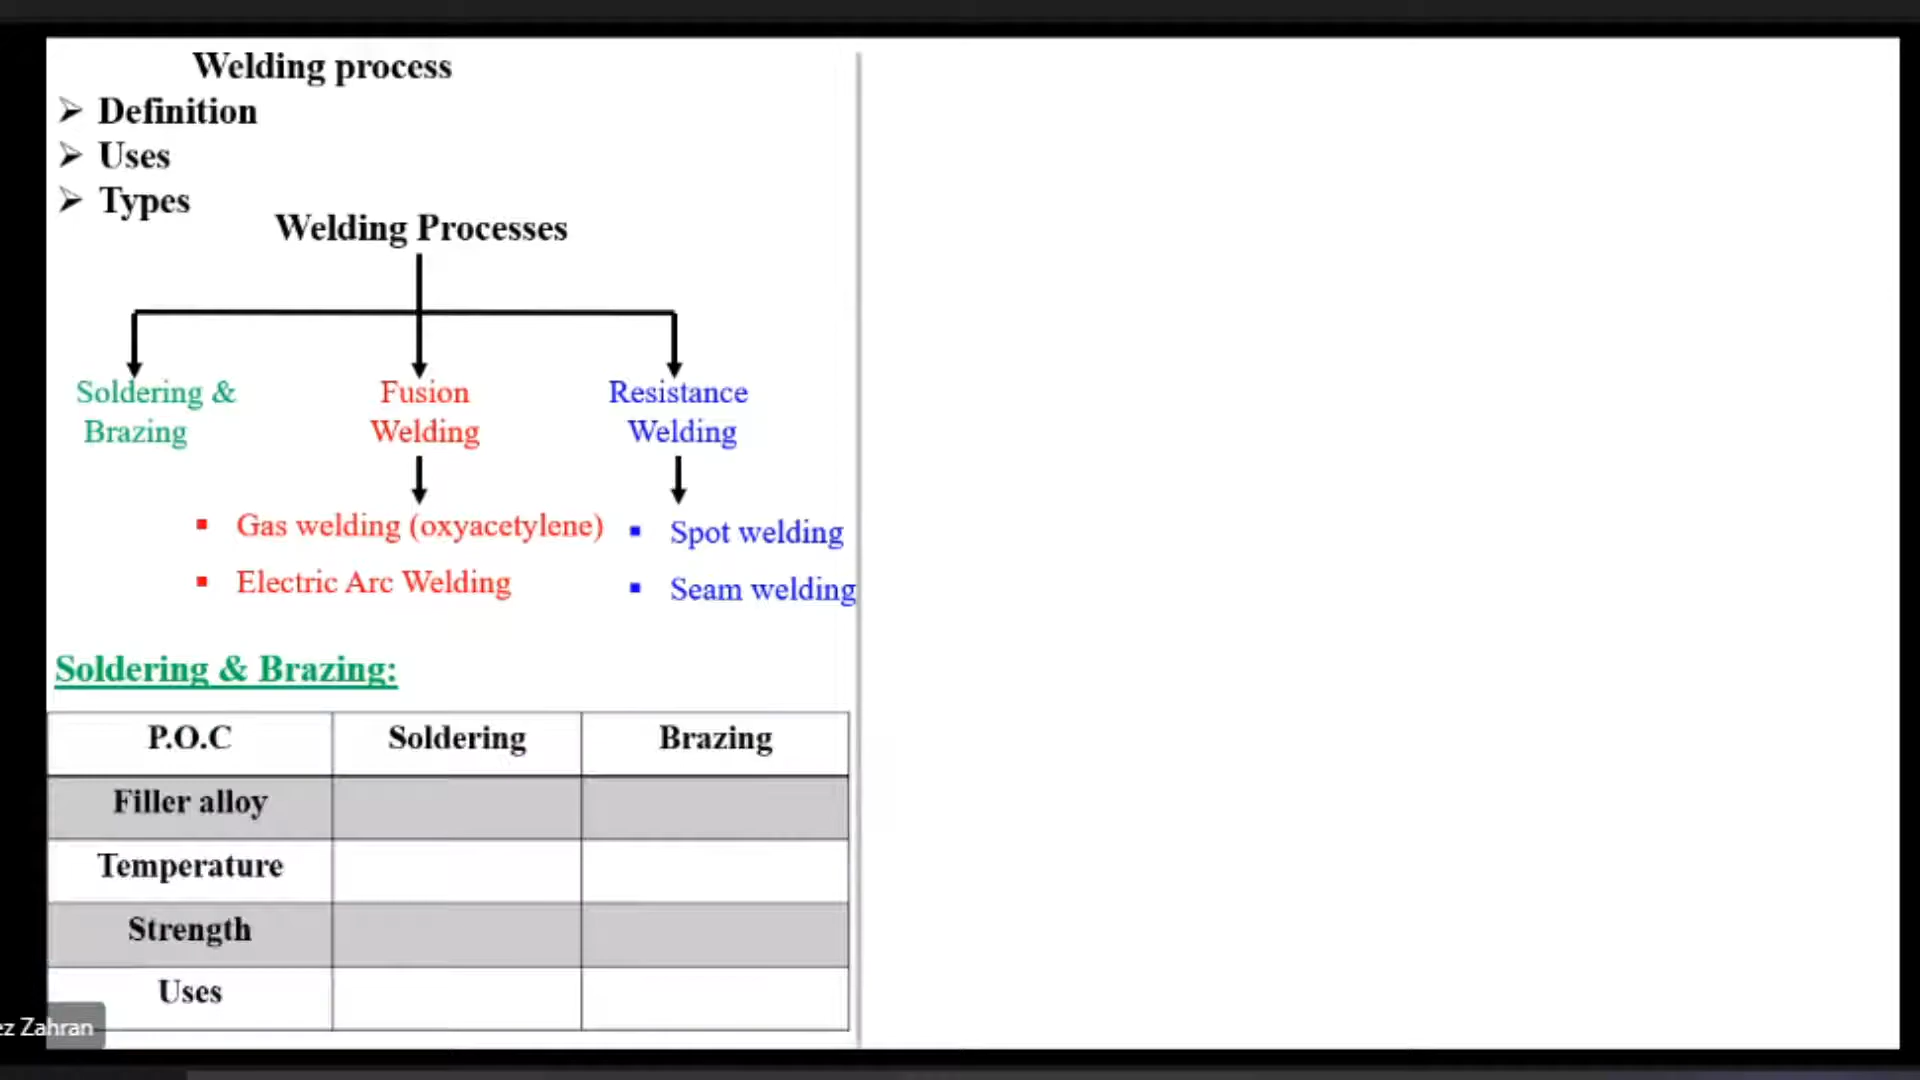 Welding process
Definition
Uses
Types
Welding Processes
Soldering &
Brazing
Fusion
Welding
Resistance
Welding
Gas welding (oxyacetylene)
Electric Arc Welding
Spot welding
Seam welding
Soldering & Brazing:
P.O.C Soldering Brazing
Filler alloy
Temperature
Strength
Uses
Zahran